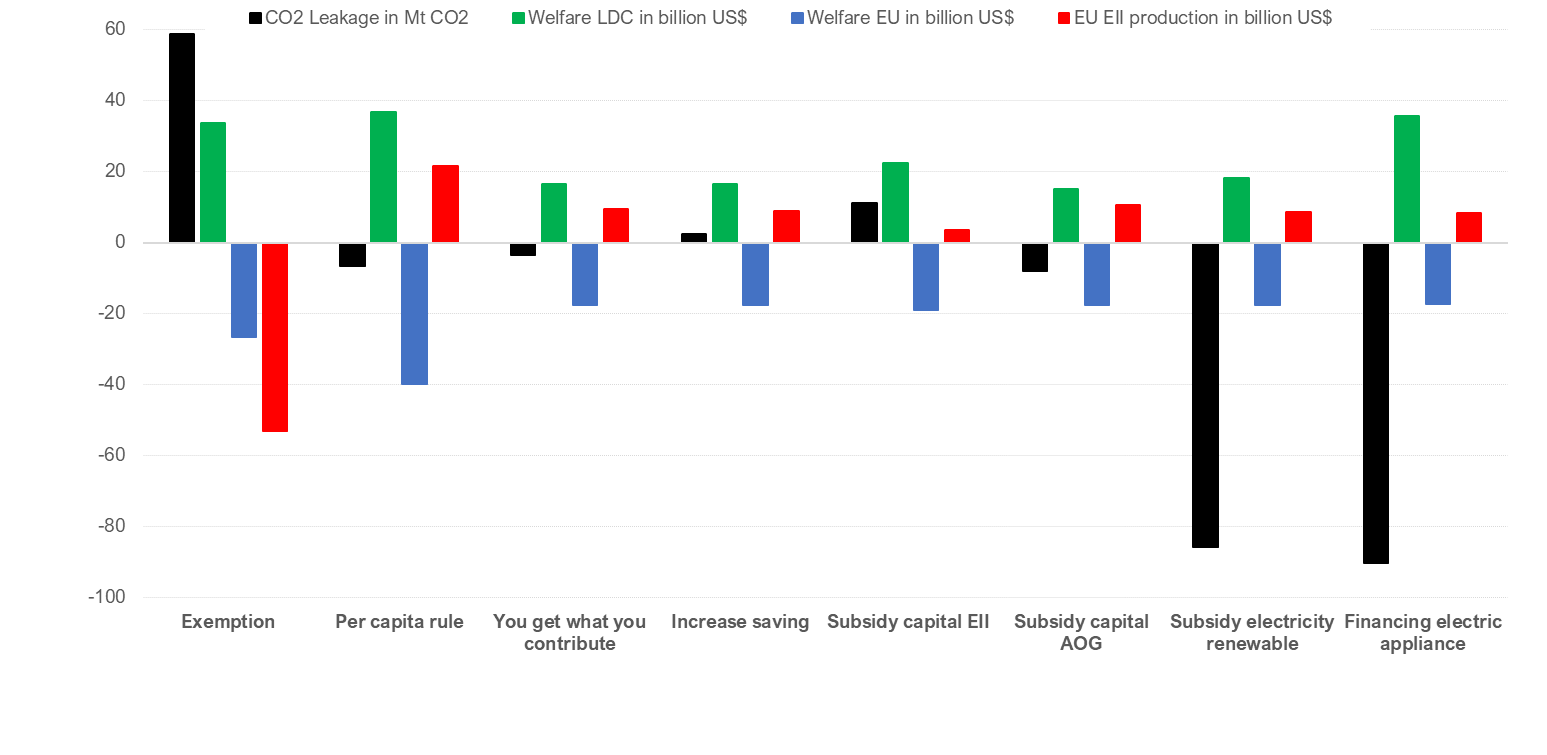 CO2 Leakage in Mt CO2 Welfare LDC in billion US$ Welfare EU in billion US$ EU EII production in billion US$
60
40
20
0
-20
-40
-60
-80
-100
Exemption
Per capita rule
You get what you
contribute
Increase saving
Subsidy capital EII
Subsidy capital
AOG
Subsidy electricity
renewable
Financing electric
appliance